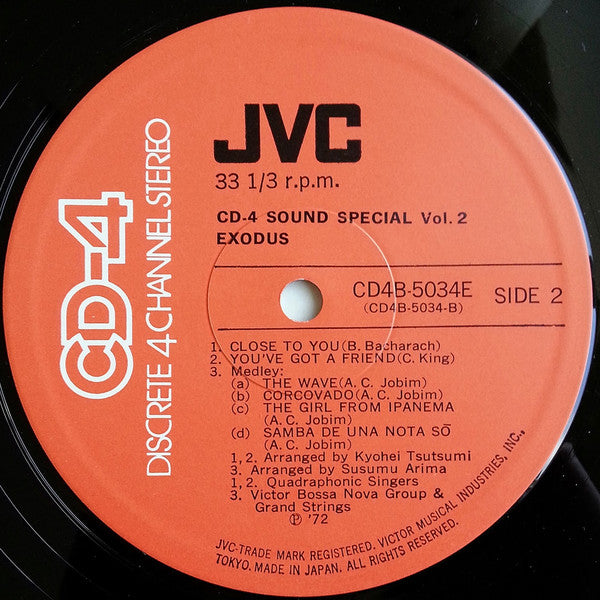 CD-4
DISCRETE 4 CHANNEL STEREO
JVC
33 1/3 r.p.m.
CD-4 SOUND SPECIAL Vol. 2
EXODUS
CD4B-5034E
(CD4B-5034-B)
SIDE 2
1. CLOSE TO YOU(B. Bacharach)
2. YOU'VE GOT A FRIEND(C. King)
3. Medley:
(a) THE WAVE(A. C. Jobim)
(b) CORCOVADO(A. C. Jobim)
(c) THE GIRL FROM IPANEMA
(A. C. Jobim)
(d) SAMBA DE UNA NOTA SŌ
(A. C. Jobim)
1, 2. Arranged by Kyohei Tsutsumi
3. Arranged by Susumu Arima
1, 2. Quadraphonic Singers
3. Victor Bossa Nova Group &
Grand Strings
Ⓟ '72
JVC-TRADE MARK REGISTERED. VICTOR MUSICAL INDUSTRIES, INC.,
TOKYO. MADE IN JAPAN. ALL RIGHTS RESERVED.